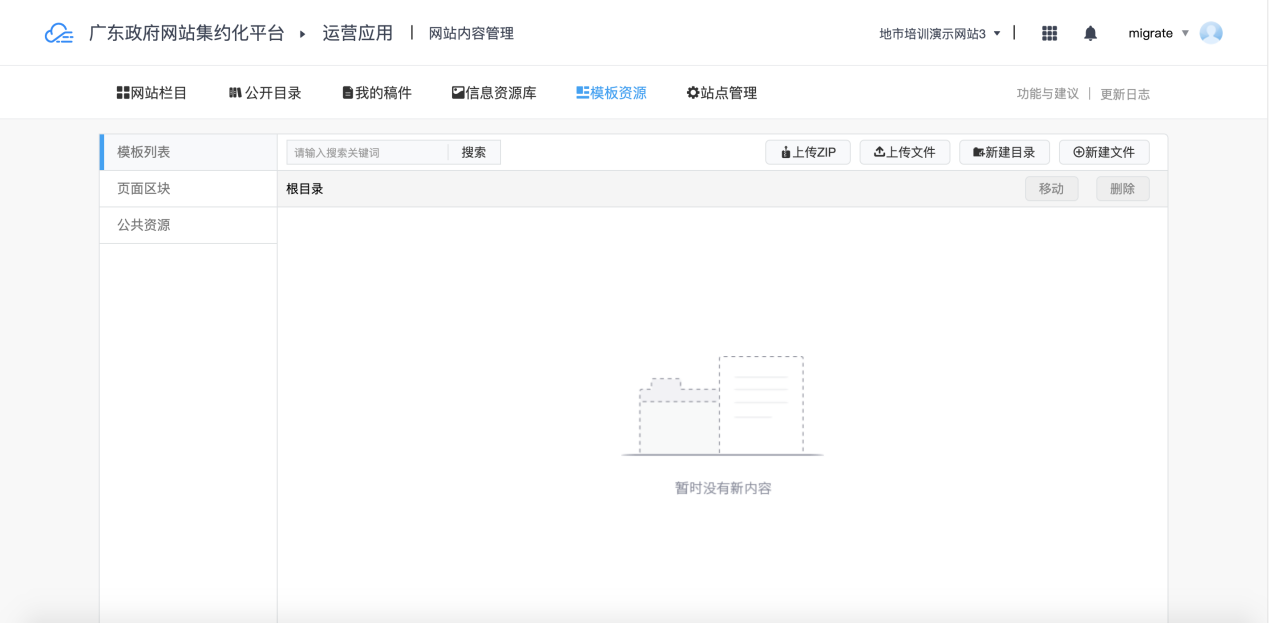 广东政府网站集约化平台 ▸ 运营应用 | 网站内容管理 地市培训演示网站3 ▼ | migrate ▼
网站栏目 公开目录 我的稿件 信息资源库 模板资源 站点管理 功能与建议 | 更新日志
模板列表 请输入搜索关键词 搜索 上传ZIP 上传文件 新建目录 新建文件
页面区块 根目录 移动 删除
公共资源
暂时没有新内容